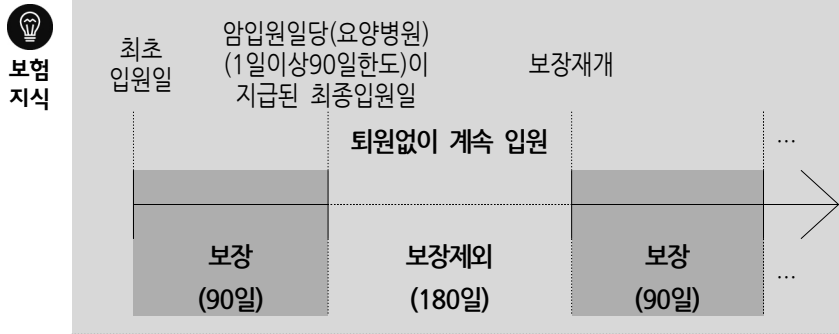 보험
지식
최초
입원일
암입원일당(요양병원)
(1일이상90일한도)이
지급된 최종입원일
보장재개
퇴원없이 계속 입원
…
보장
(90일)
보장제외
(180일)
보장
(90일)
…